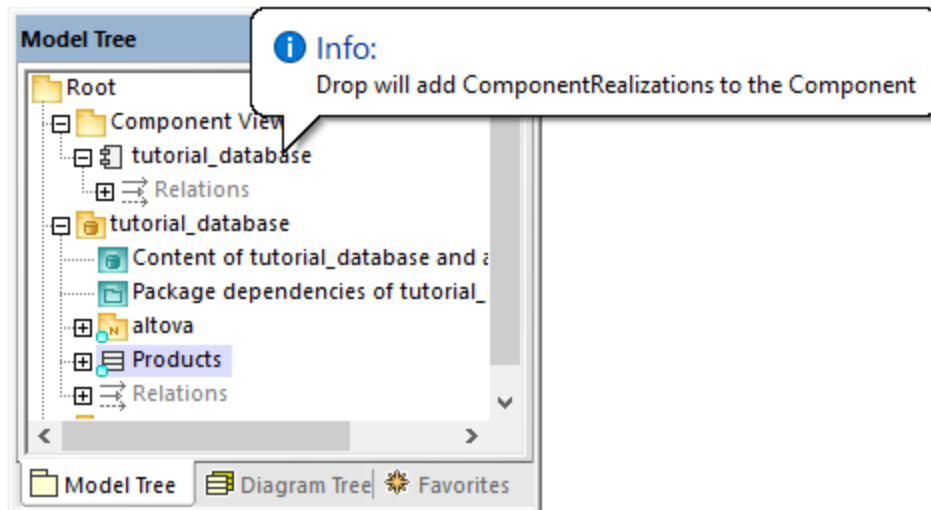 Model Tree
Info:
Drop will add ComponentRealizations to the Component
Root
Component View
tutorial_database
Relations
tutorial_database
Content of tutorial_database and a
Package dependencies of tutorial_
altova
Products
Relations
Model Tree
Diagram Tree
Favorites